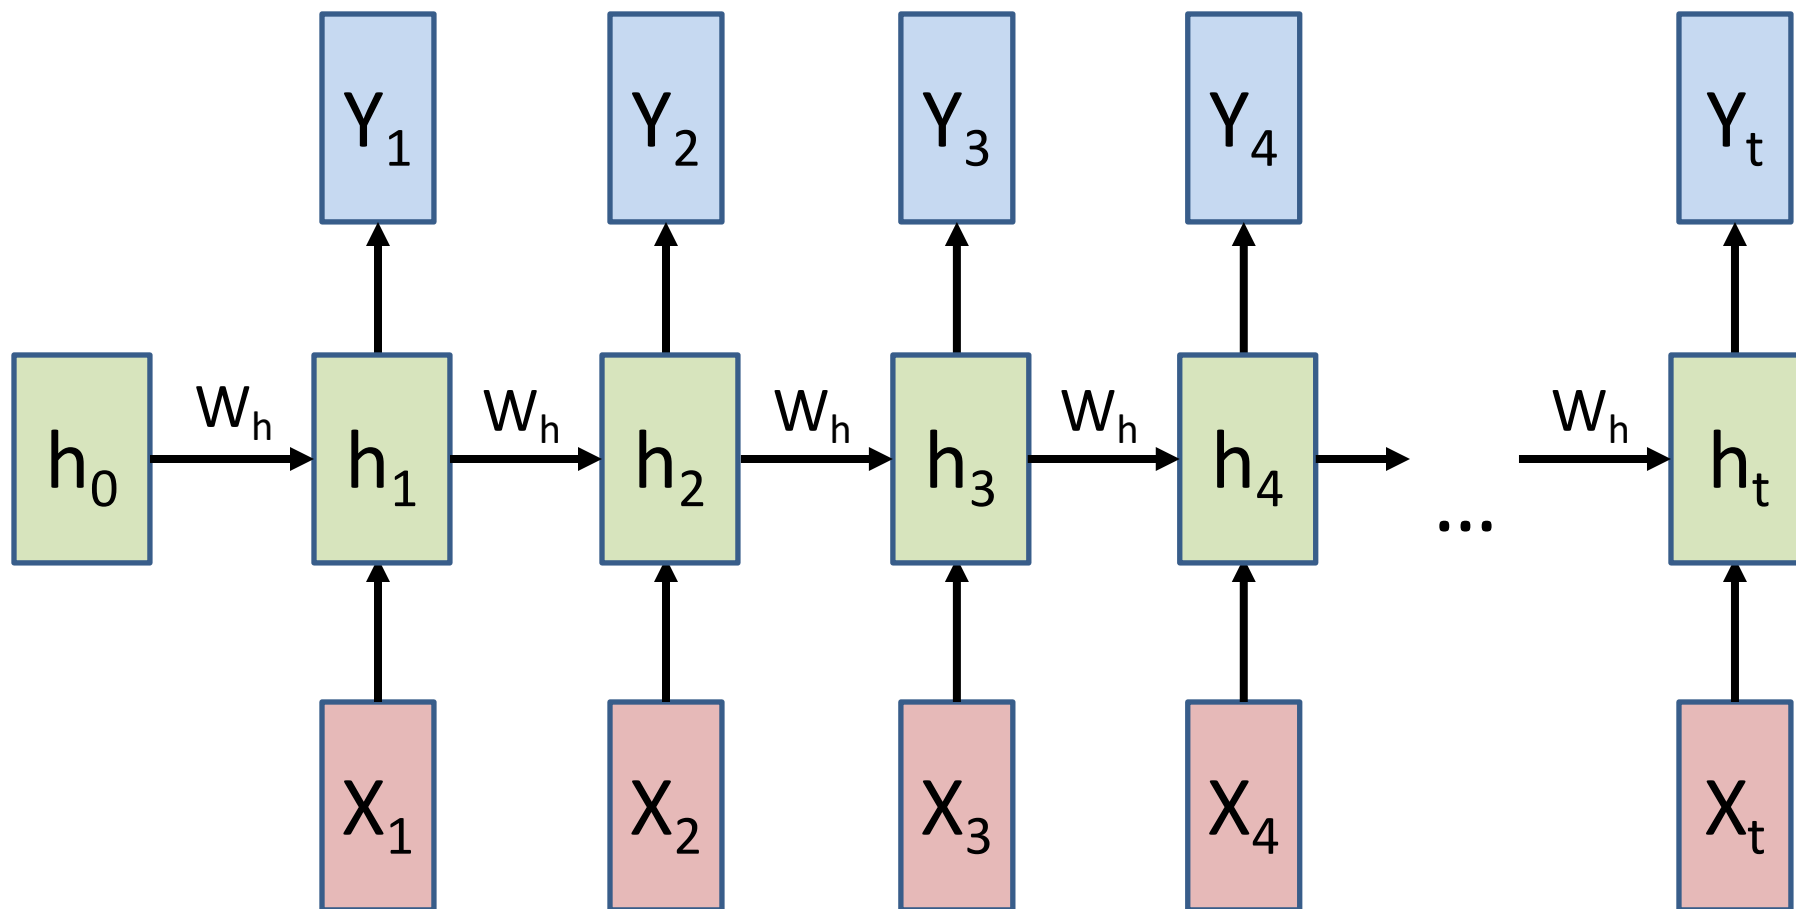 Y₁ Y₂ Y₃ Y₄ Yₜ
Wₕ Wₕ Wₕ Wₕ Wₕ
h₀ h₁ h₂ h₃ h₄ ... hₜ
X₁ X₂ X₃ X₄ Xₜ